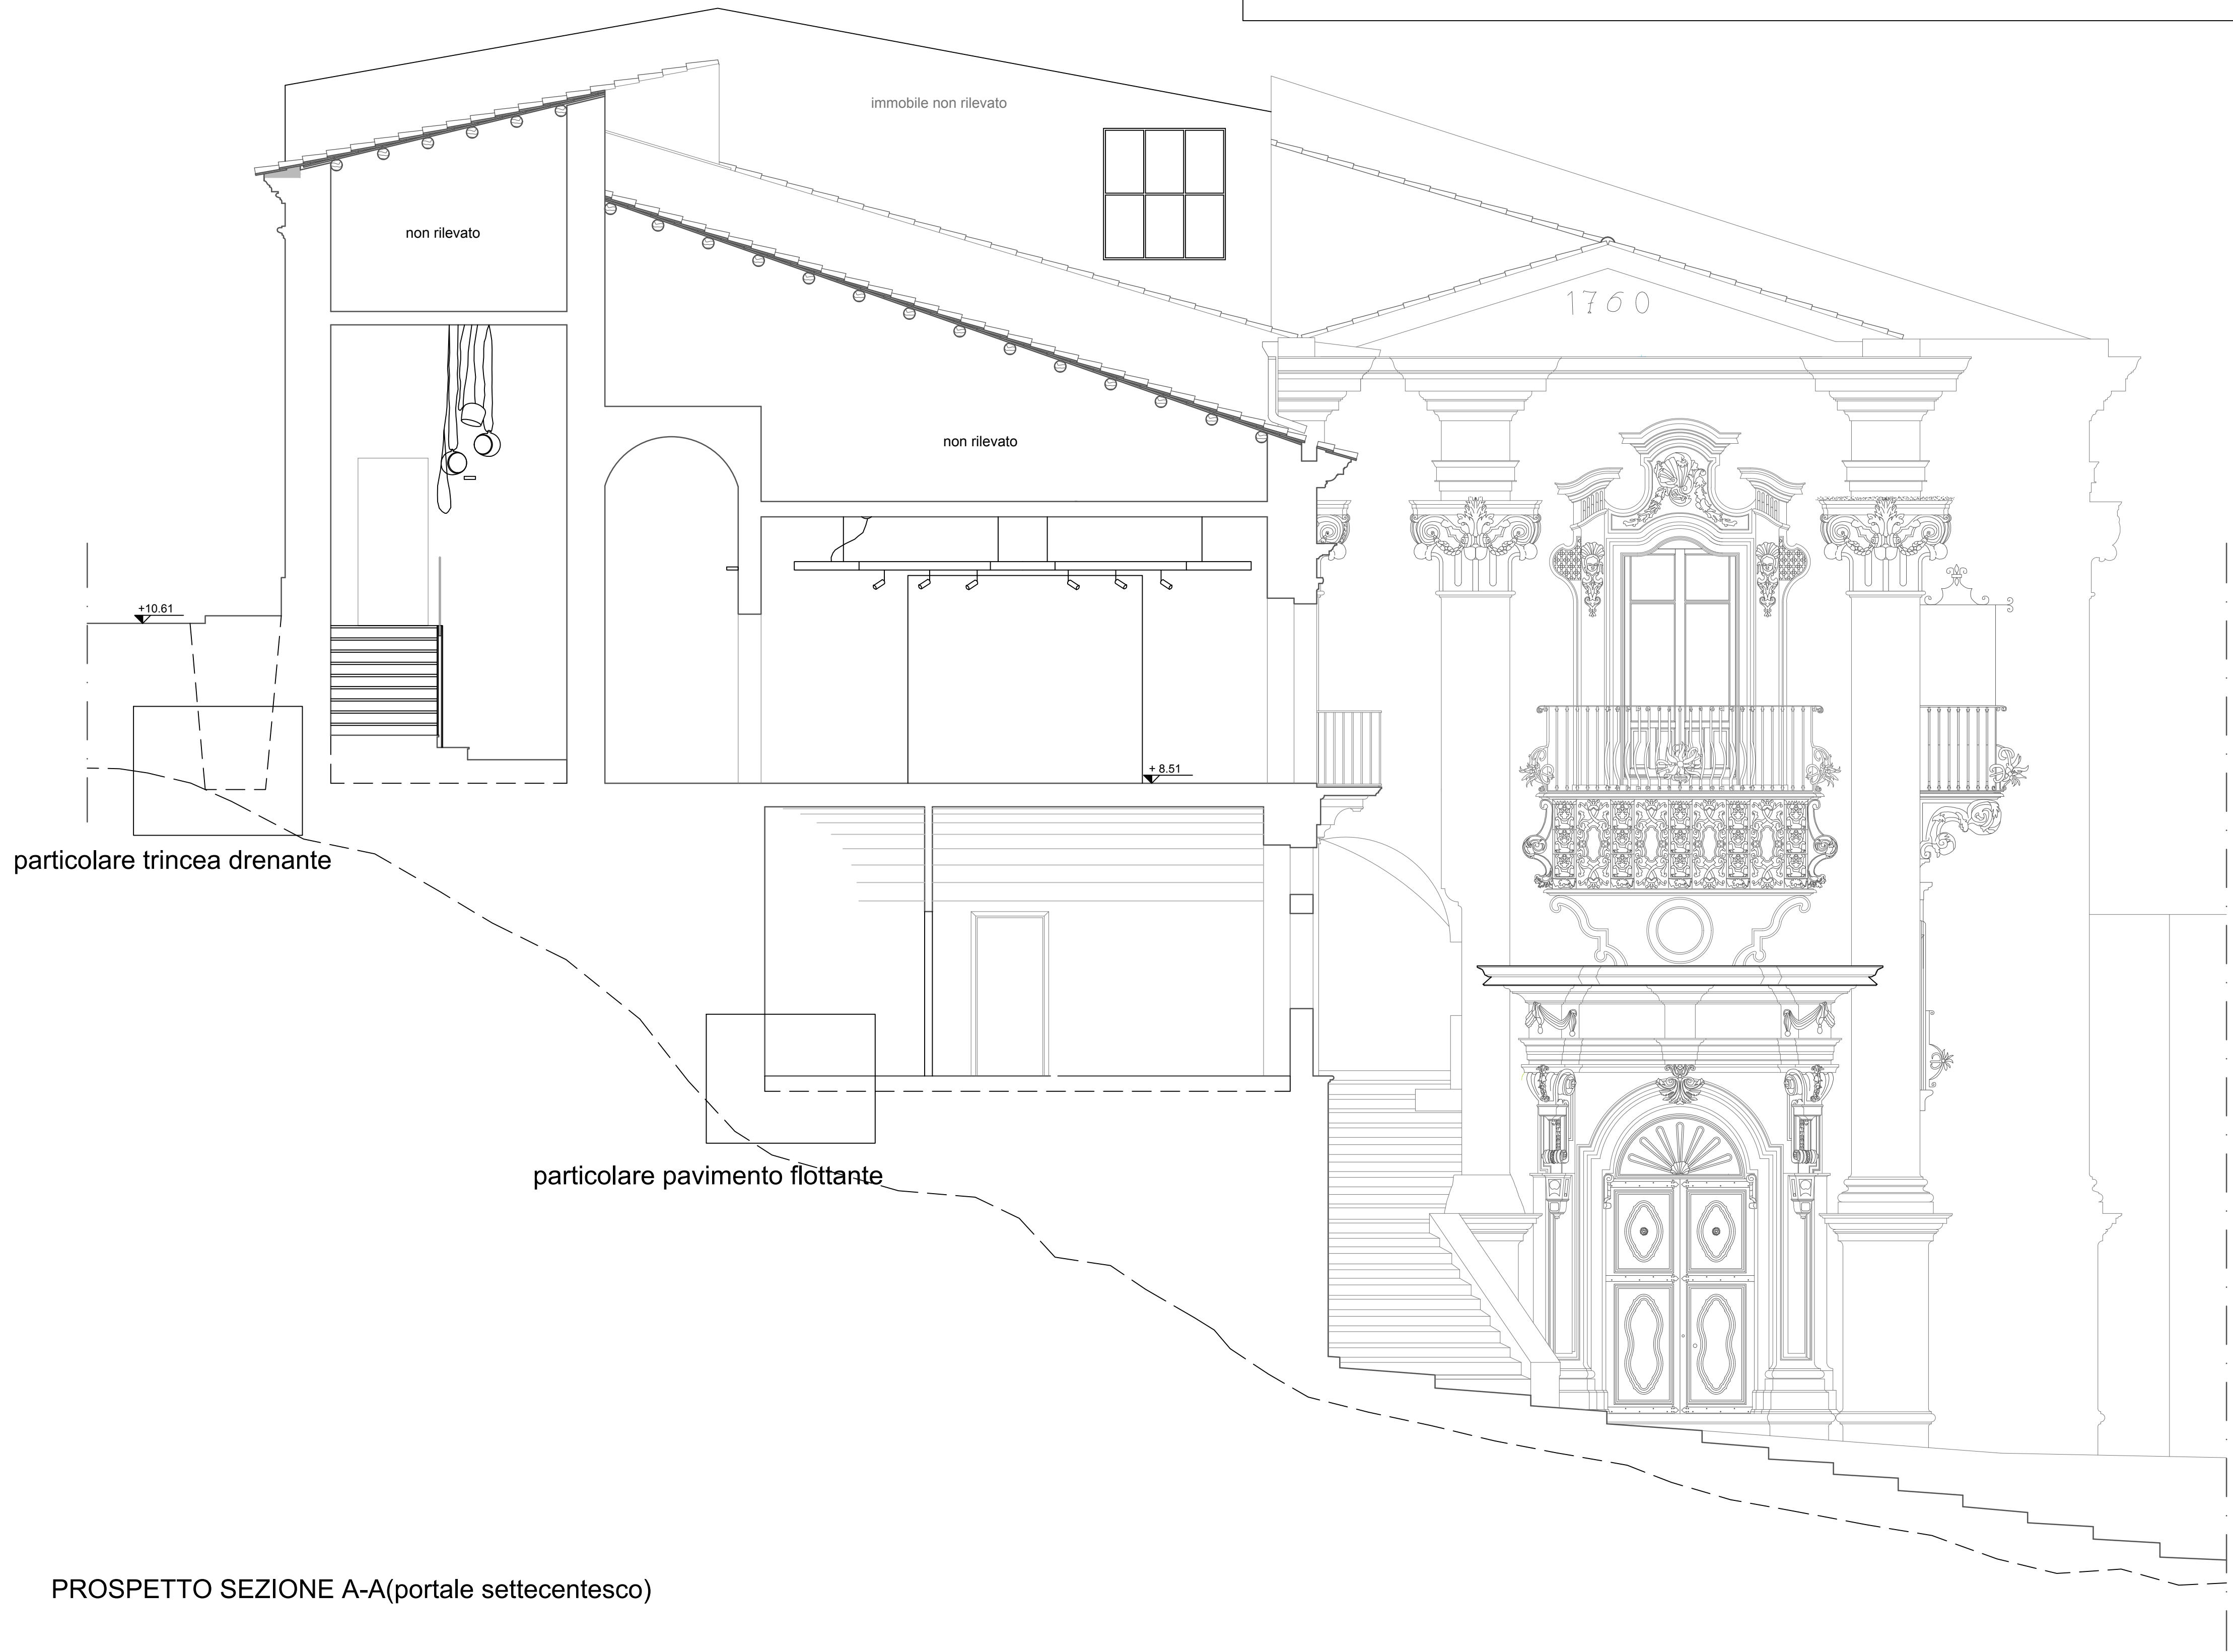 immobile non rilevato
non rilevato
1760
non rilevato
+10.61
+ 8.51
particolare trincea drenante
particolare pavimento flottante
PROSPETTO SEZIONE A-A(portale settecentesco)